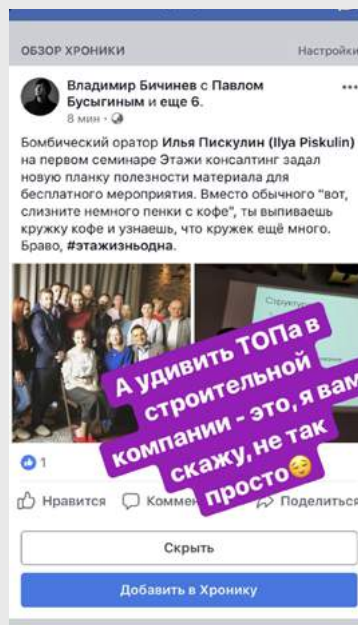 ОБЗОР ХРОНИКИ
Настройки
Владимир Бичинев с Павлом
Бусыгиным и еще 6.
8 мин ·
Бомбический оратор Илья Пискулин (Ilya Piskulin)
на первом семинаре Этажи консалтинг задал
новую планку полезности материала для
бесплатного мероприятия. Вместо обычного "вот,
слизните немного пенки с кофе", ты выпиваешь
кружку кофе и узнаешь, что кружек ещё много.
Браво, #этажизньодна.
Структур
А удивить ТОПа в
строительной
компании - это, я вам
скажу, не так
просто😌
1
Нравится
Коммен
Поделиться
Скрыть
Добавить в Хронику